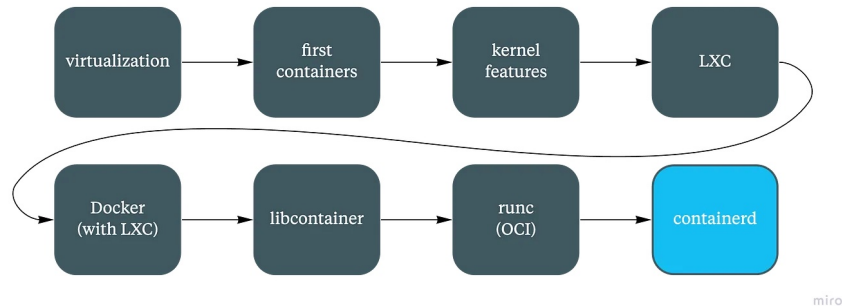 virtualization
first
containers
kernel
features
LXC
Docker
(with LXC)
libcontainer
runc
(OCI)
containerd
miro